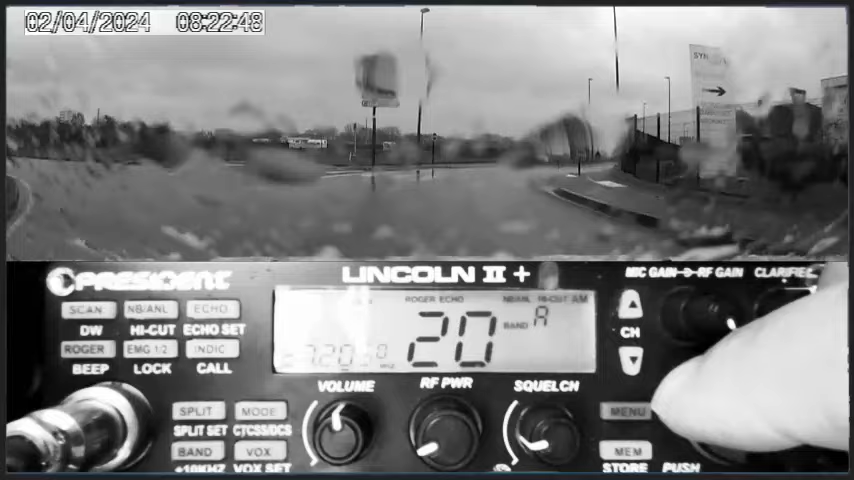 02/04/2024 08:22:48
SYN
PRESIDENT
LINCOLN II +
MIC GAIN RF GAIN CLARIFIE
SCAN NB/ANL ECHO
DW HI-CUT ECHO SET
ROGER EMG 1/2 INDIC
BEEP LOCK CALL
ROGER ECHO NB/ANL HI-CUT AM
20 BAND A
CH
VOLUME RF PWR SQUELCH
SPLIT MODE
SPLIT SET CTCSS/DCS
BAND VOX
+10KHZ VOX SET
MENU
MEM
STORE PUSH